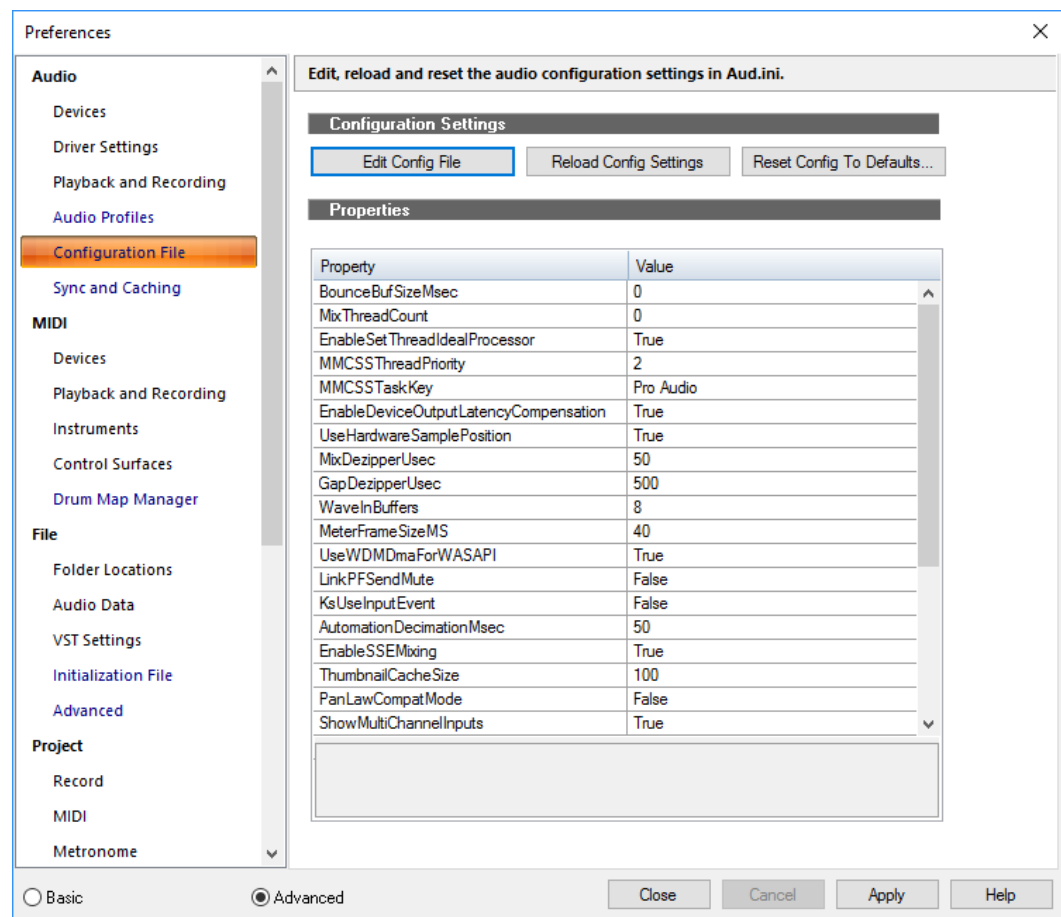 Preferences
Audio
Devices
Driver Settings
Playback and Recording
Audio Profiles
Configuration File
Sync and Caching
MIDI
Devices
Playback and Recording
Instruments
Control Surfaces
Drum Map Manager
File
Folder Locations
Audio Data
VST Settings
Initialization File
Advanced
Project
Record
MIDI
Metronome
Edit, reload and reset the audio configuration settings in Aud.ini.
Configuration Settings
Edit Config File Reload Config Settings Reset Config To Defaults...
Properties
Property Value
BounceBufSizeMsec 0
MixThreadCount 0
EnableSetThreadIdealProcessor True
MMCSSThreadPriority 2
MMCSSTaskKey Pro Audio
EnableDeviceOutputLatencyCompensation True
UseHardwareSamplePosition True
MixDezipperUsec 50
GapDezipperUsec 500
WaveInBuffers 8
MeterFrameSizeMS 40
UseWDMDmaForWASAPI True
LinkPFSendMute False
KsUseInputEvent False
AutomationDecimationMsec 50
EnableSSEMixing True
ThumbnailCacheSize 100
PanLawCompatMode False
ShowMultiChannelInputs True
Basic Advanced Close Cancel Apply Help